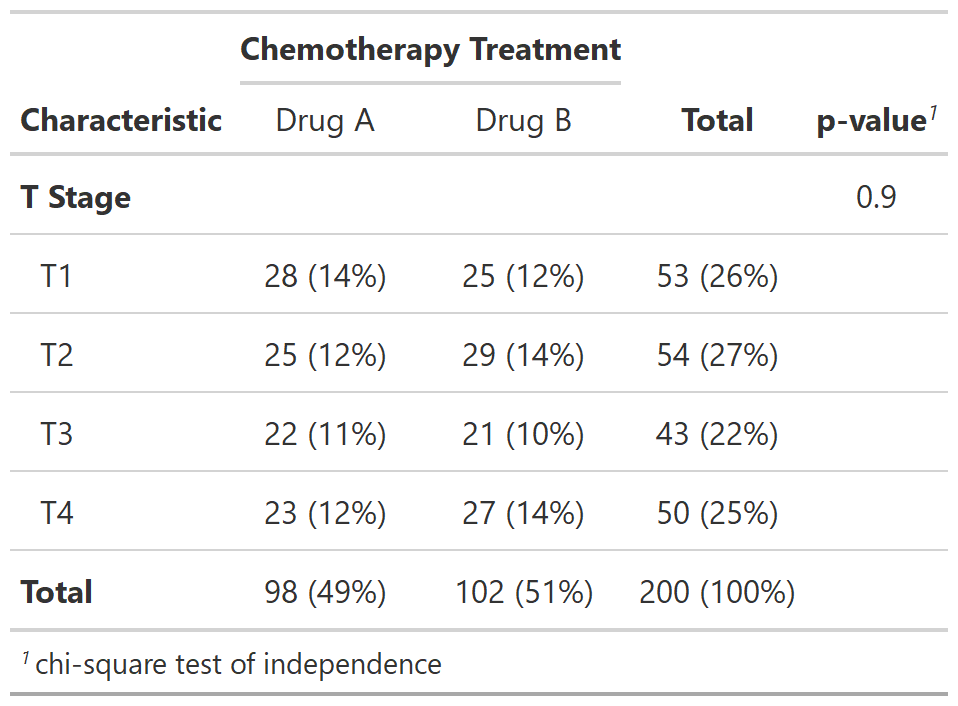 Chemotherapy Treatment
Characteristic Drug A Drug B Total p-value1
T Stage 0.9
T1 28 (14%) 25 (12%) 53 (26%)
T2 25 (12%) 29 (14%) 54 (27%)
T3 22 (11%) 21 (10%) 43 (22%)
T4 23 (12%) 27 (14%) 50 (25%)
Total 98 (49%) 102 (51%) 200 (100%)
1 chi-square test of independence